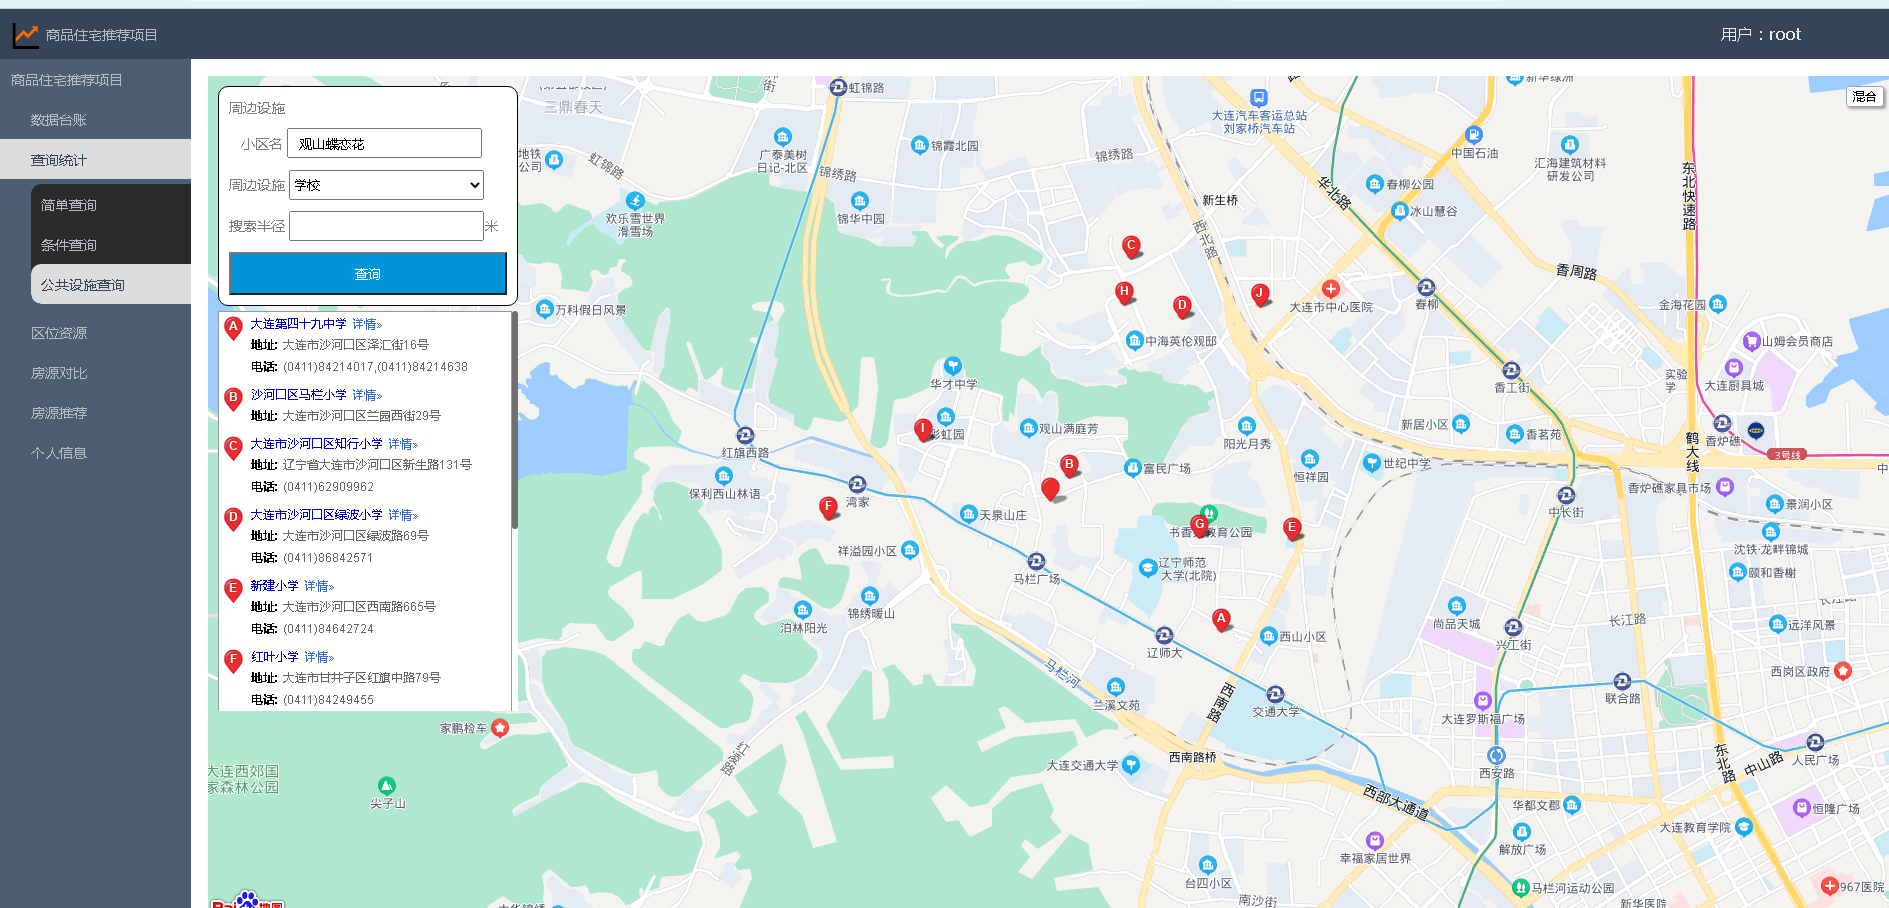 商品住宅推荐项目
用户：root
商品住宅推荐项目
数据台账
查询统计
简单查询
条件查询
公共设施查询
区位资源
房源对比
房源推荐
个人信息
周边设施
小区名 观山蝶恋花
周边设施 学校
搜索半径 米
查询
A 大连第四十九中学 详情»
地址: 大连市沙河口区泽汇街16号
电话: (0411)84214017,(0411)84214638
B 沙河口区马栏小学 详情»
地址: 大连市沙河口区兰园西街29号
C 大连市沙河口区知行小学 详情»
地址: 辽宁省大连市沙河口区新生路131号
电话: (0411)62909962
D 大连市沙河口区绿波小学 详情»
地址: 大连市沙河口区绿波路69号
电话: (0411)86842571
E 新建小学 详情»
地址: 大连市沙河口区西南路665号
电话: (0411)84642724
F 红叶小学 详情»
地址: 大连市甘井子区红旗中路79号
电话: (0411)84249455
混合
三鼎春天
虹锦路
大连汽车客运总站
刘家桥汽车站
中国石油
汇海建筑材料
研发公司
广泰美树
日记-北区
锦霞北园
锦绣路
地铁
公司
虹锦路
锦绣路
欢乐雪世界
滑雪场
锦华中园
新生桥
华北路
春柳公园
冰山慧谷
东北快速路
西北路
C
H
D
J
大连市中心医院
春柳
香周路
金海花园
万科假日风景
中海英伦观邸
山姆会员商店
实验
学
大连厨具城
华才中学
香工街
I
彩虹园
观山满庭芳
阳光月秀
新居小区
香茗苑
香炉礁
3号线
鹤大线
红旗西路
B
富民广场
恒祥园
世纪中学
中
保利西山林语
湾家
F
香炉礁家具市场
中长街
景润小区
天泉山庄
G
书香
教育公园
E
祥溢园小区
马栏广场
辽宁师范
大学(北院)
沈铁·龙畔锦城
颐和香榭
锦绣暖山
泊林阳光
A
西山小区
辽师大
尚品天城
兴工街
长江路
远洋风景
西岗区政府
马栏河
兰溪文苑
西南路
交通大学
联合路
大连罗斯福广场
家鹏检车
红凌路
大连交通大学
西南路桥
西安路
东北路
中山路
人民广场
大连西郊国
家森林公园
尖子山
西部大通道
华都文郡
恒隆广场
大连教育学院
解放广场
幸福家居世界
台四小区
南沙街
马栏河运动公园
967医院
新华医院
Bai 地图